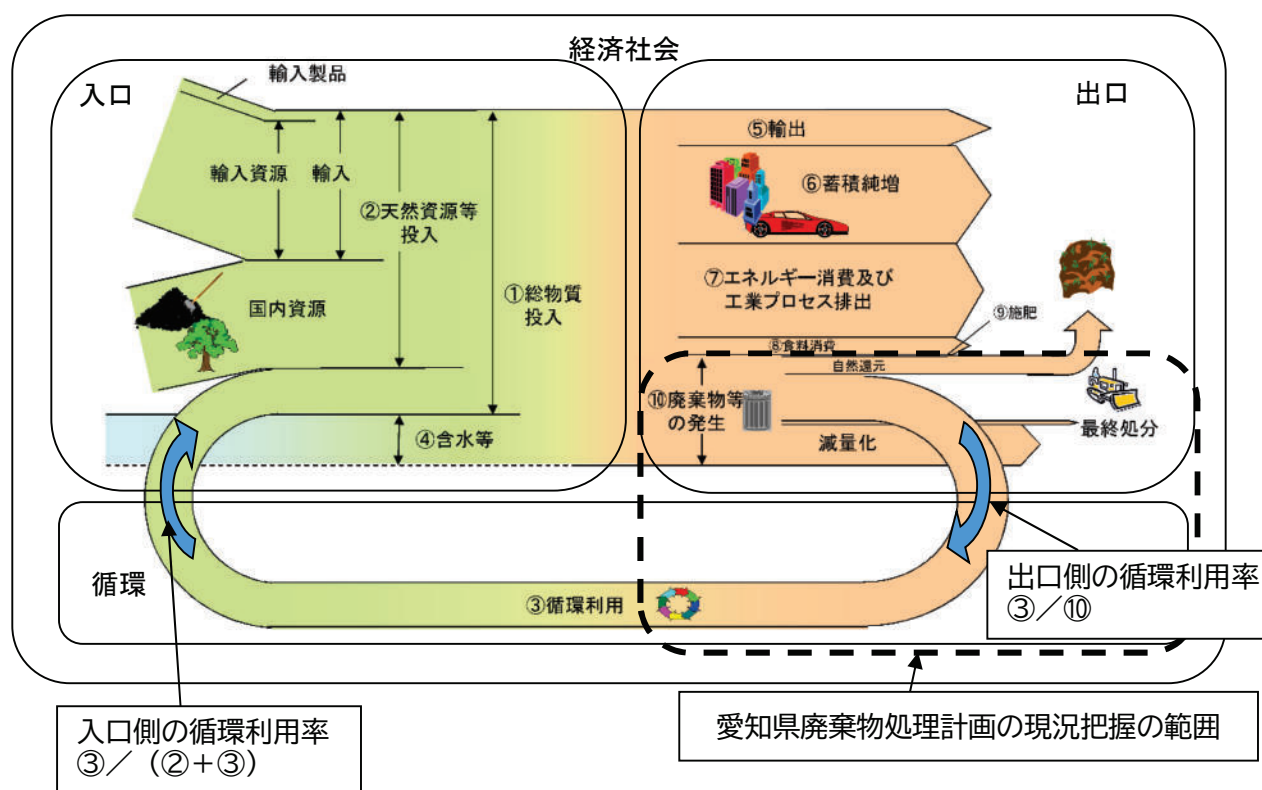 経済社会
入口
輸入製品
輸入資源
輸入
②天然資源等
投入
①総物質
投入
国内資源
④含水等
出口
⑤輸出
⑥蓄積純増
⑦エネルギー消費及び
工業プロセス排出
⑧食料消費
⑨施肥
自然還元
⑩廃棄物等
の発生
減量化
最終処分
循環
③循環利用
出口側の循環利用率
③／⑩
入口側の循環利用率
③／（②＋③）
愛知県廃棄物処理計画の現況把握の範囲